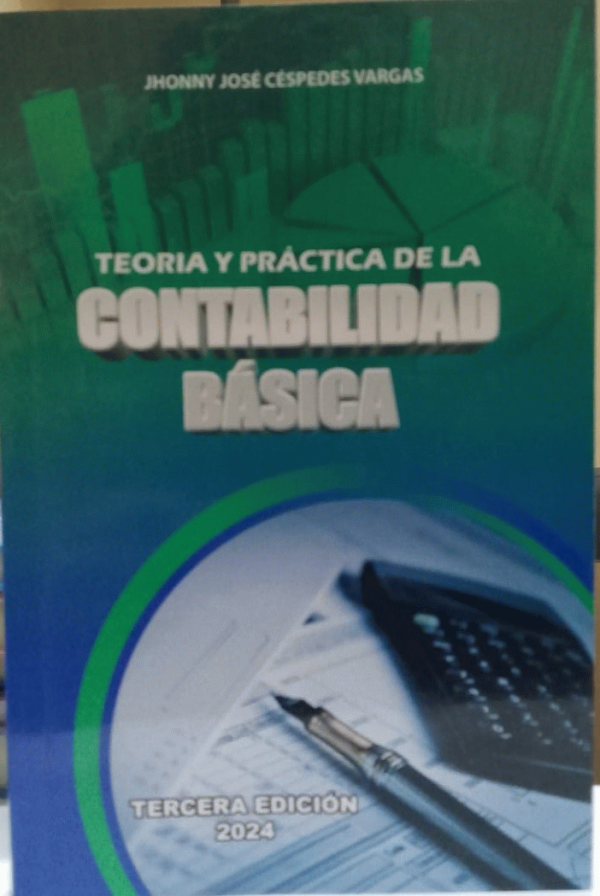 JHONNY JOSÉ CÉSPEDES VARGAS
TEORIA Y PRÁCTICA DE LA
CONTABILIDAD
BÁSICA
TERCERA EDICIÓN
2024